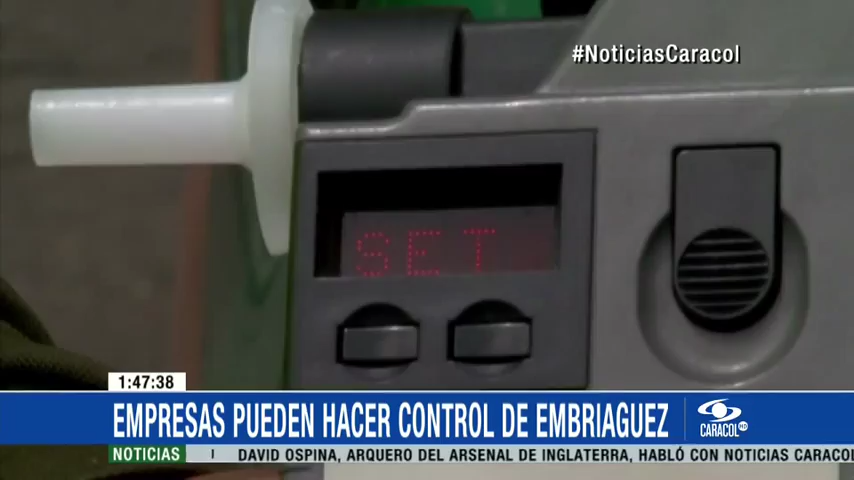 #NoticiasCaracol
SET
1:47:38
EMPRESAS PUEDEN HACER CONTROL DE EMBRIAGUEZ
CARACOL HD
NOTICIAS
DAVID OSPINA, ARQUERO DEL ARSENAL DE INGLATERRA, HABLÓ CON NOTICIAS CARACOL